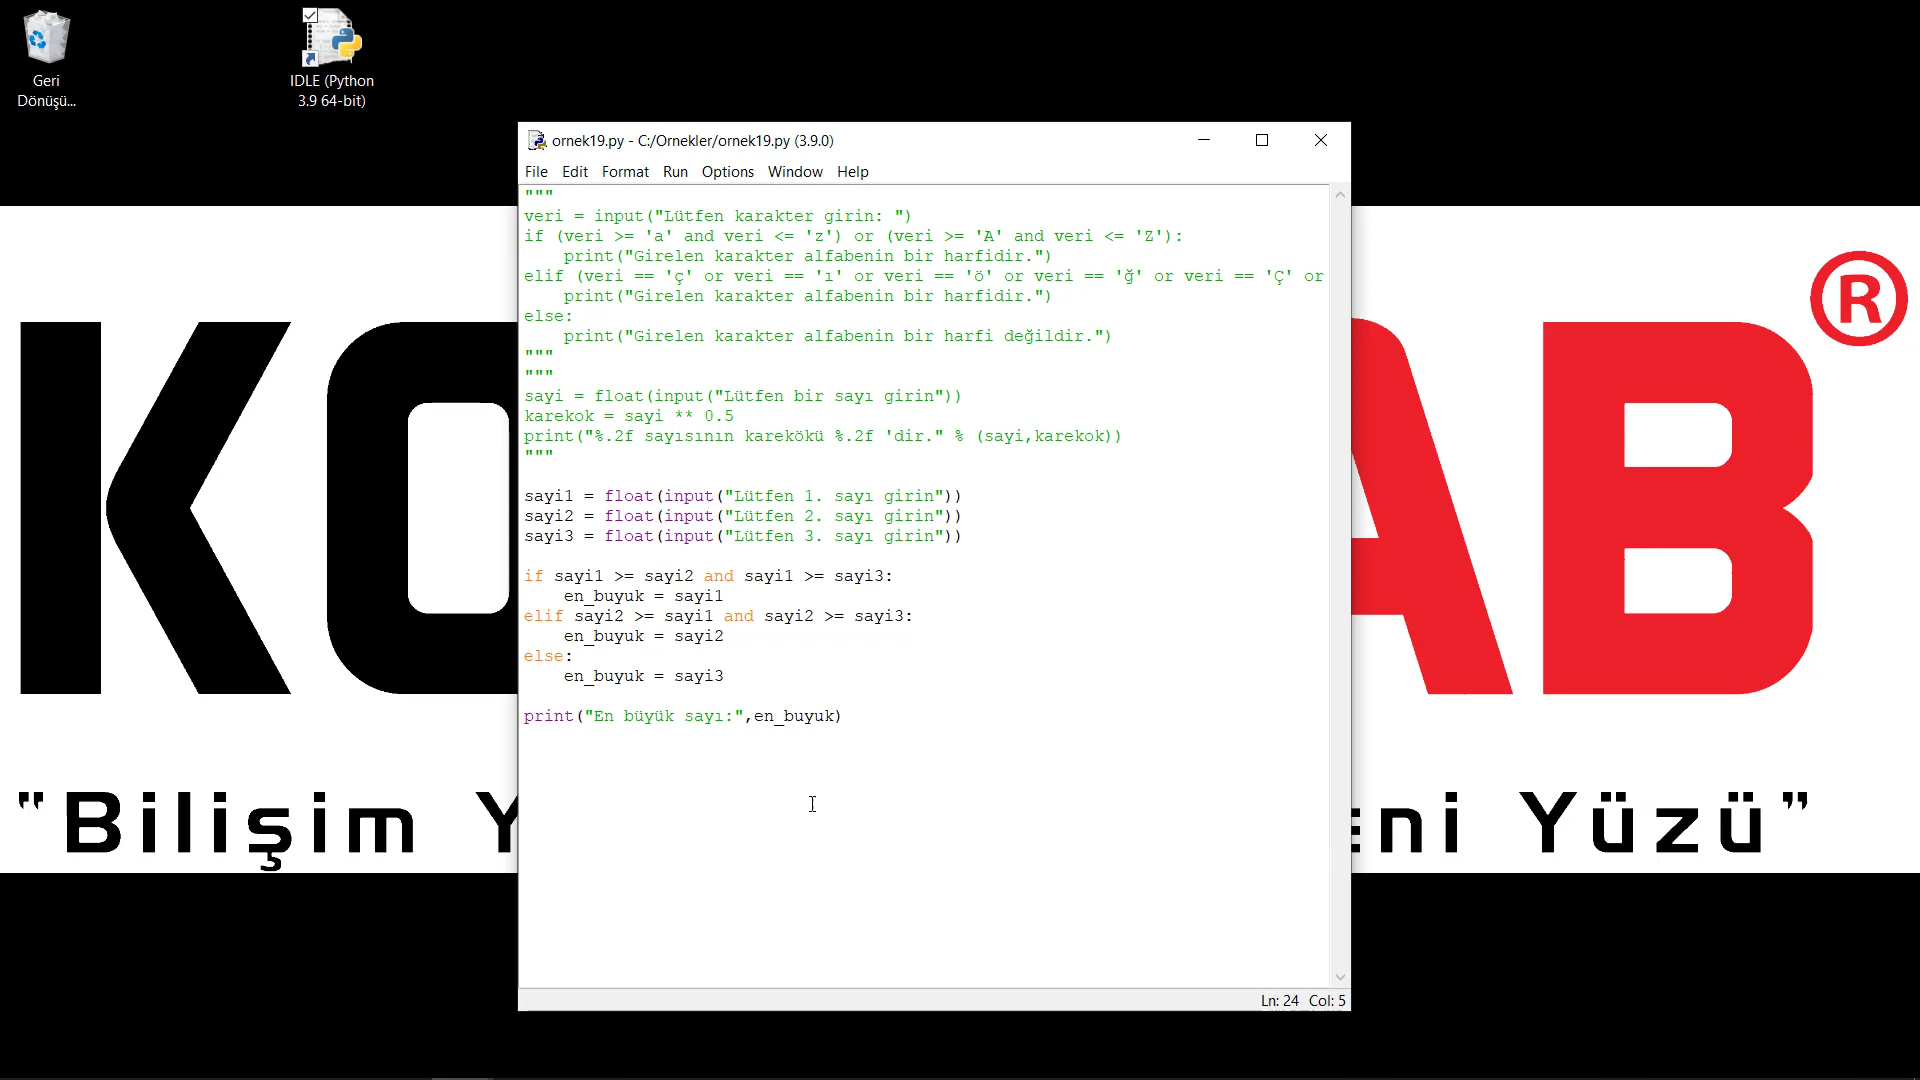 Geri
Dönüşü...
IDLE (Python
3.9 64-bit)
ornek19.py - C:/Ornekler/ornek19.py (3.9.0)
File Edit Format Run Options Window Help
"""
veri = input("Lütfen karakter girin: ")
if (veri >= 'a' and veri <= 'z') or (veri >= 'A' and veri <= 'Z'):
    print("Girelen karakter alfabenin bir harfidir.")
elif (veri == 'ç' or veri == 'ı' or veri == 'ö' or veri == 'ğ' or veri == 'Ç' or
    print("Girelen karakter alfabenin bir harfidir.")
else:
    print("Girelen karakter alfabenin bir harfi değildir.")
"""
"""
sayi = float(input("Lütfen bir sayı girin"))
karekok = sayi ** 0.5
print("%.2f sayısının karekökü %.2f 'dir." % (sayi,karekok))
"""
sayi1 = float(input("Lütfen 1. sayı girin"))
sayi2 = float(input("Lütfen 2. sayı girin"))
sayi3 = float(input("Lütfen 3. sayı girin"))
if sayi1 >= sayi2 and sayi1 >= sayi3:
    en_buyuk = sayi1
elif sayi2 >= sayi1 and sayi2 >= sayi3:
    en_buyuk = sayi2
else:
    en_buyuk = sayi3
print("En büyük sayı:",en_buyuk)
Ln: 24 Col: 5
KO AB ®
"Bilişim Y eni Yüzü"